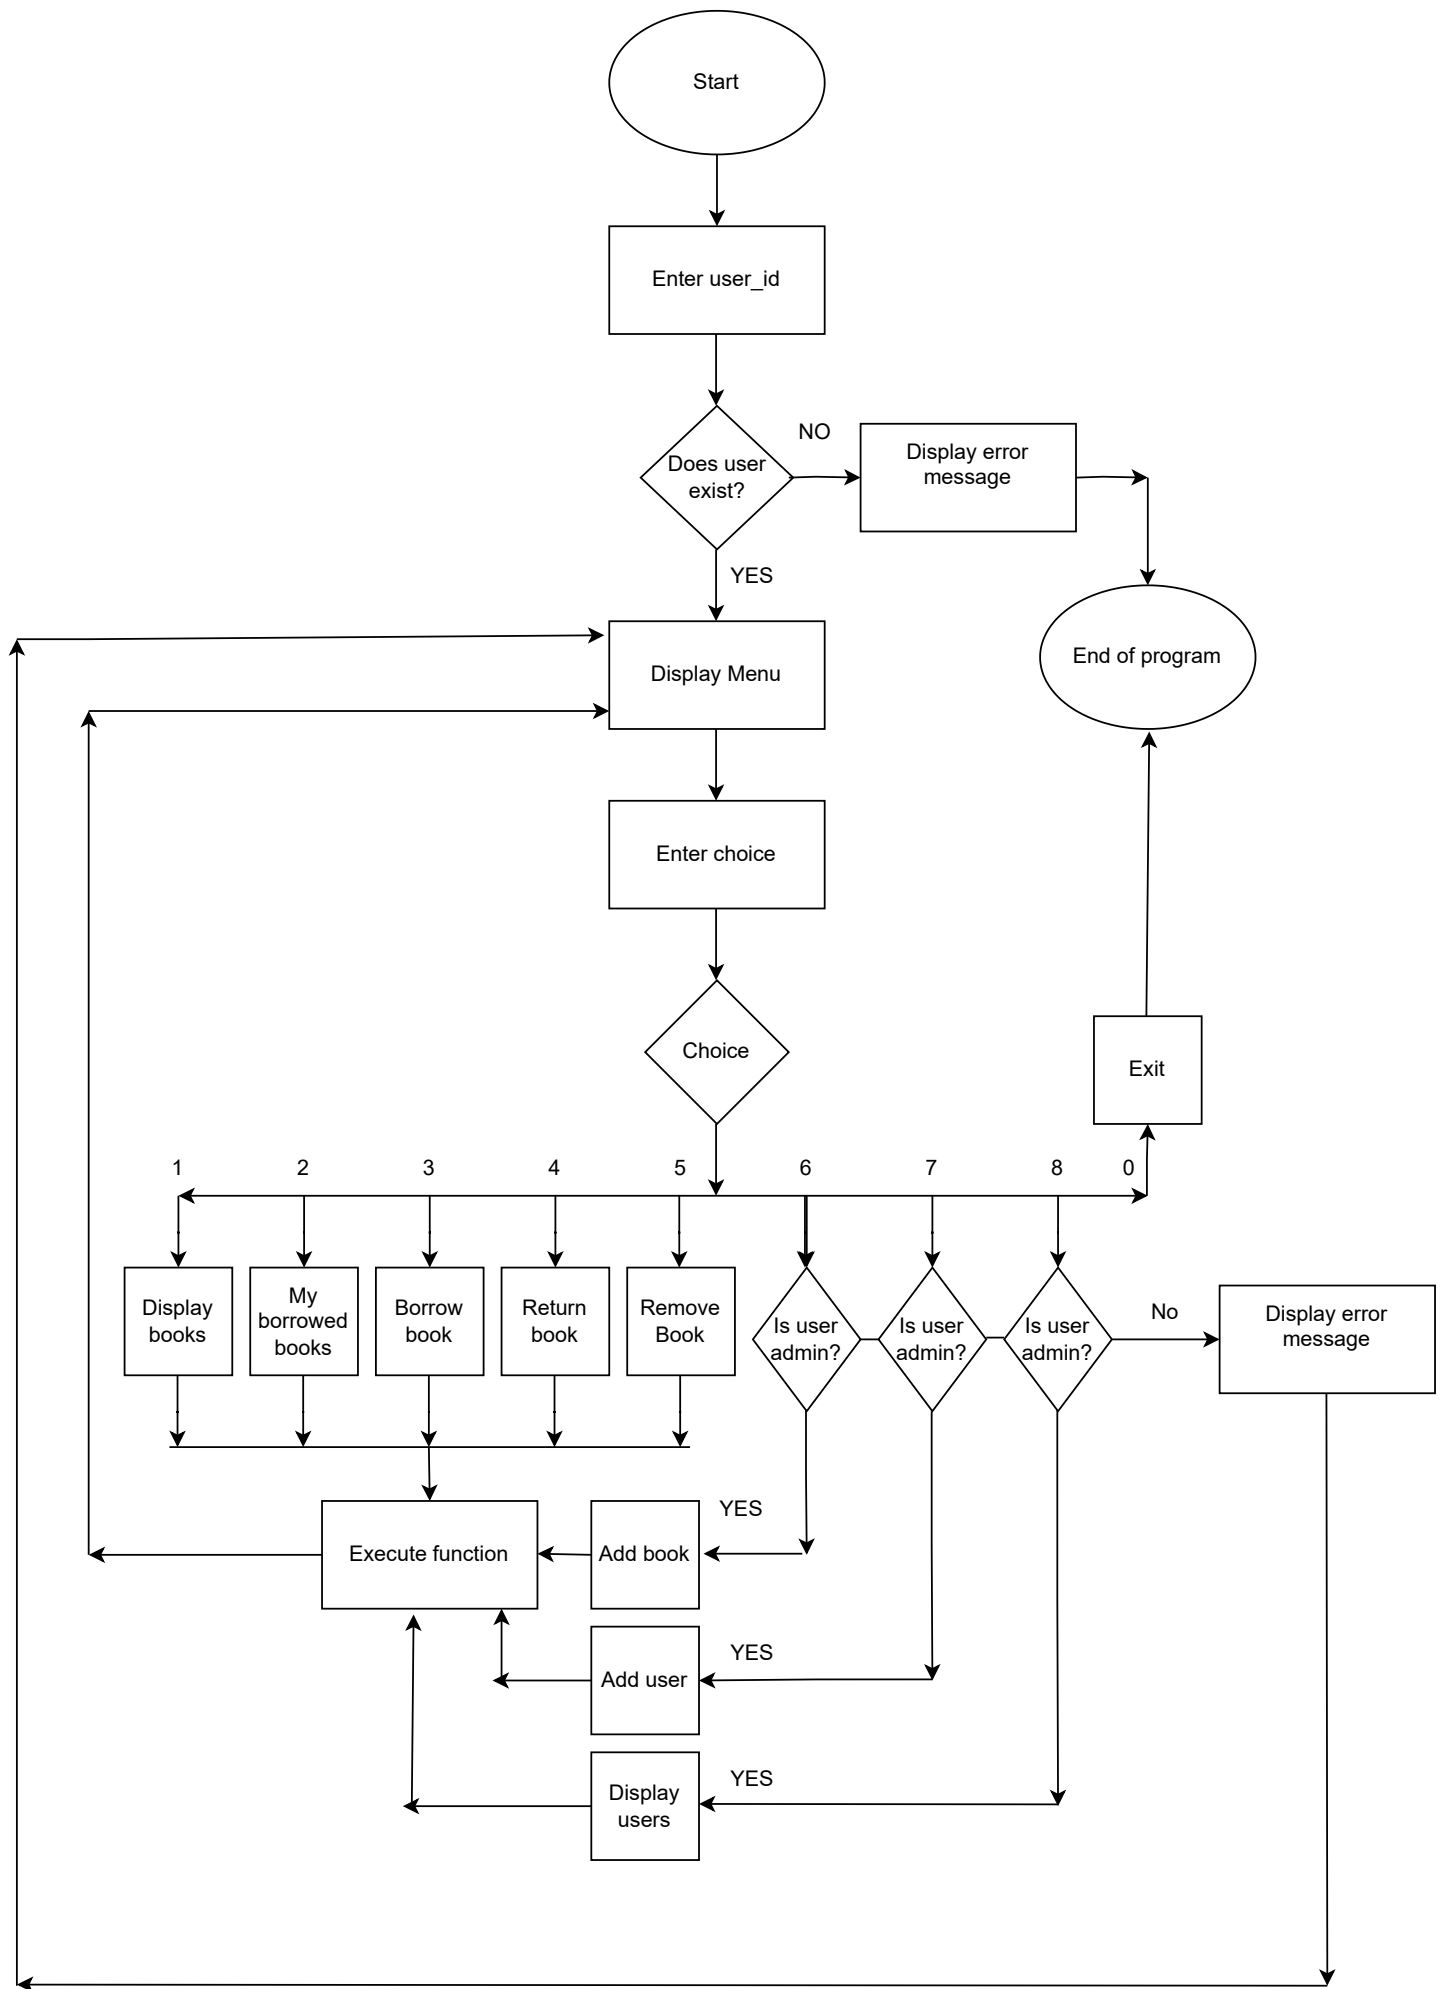 Start
Enter user_id
Does user
exist?
NO
Display error
message
YES
End of program
Display Menu
Enter choice
Choice
Exit
1
2
3
4
5
6
7
8
0
Display
books
My
borrowed
books
Borrow
book
Return
book
Remove
Book
Is user
admin?
Is user
admin?
Is user
admin?
No
Display error
message
Execute function
Add book
YES
Add user
YES
Display
users
YES